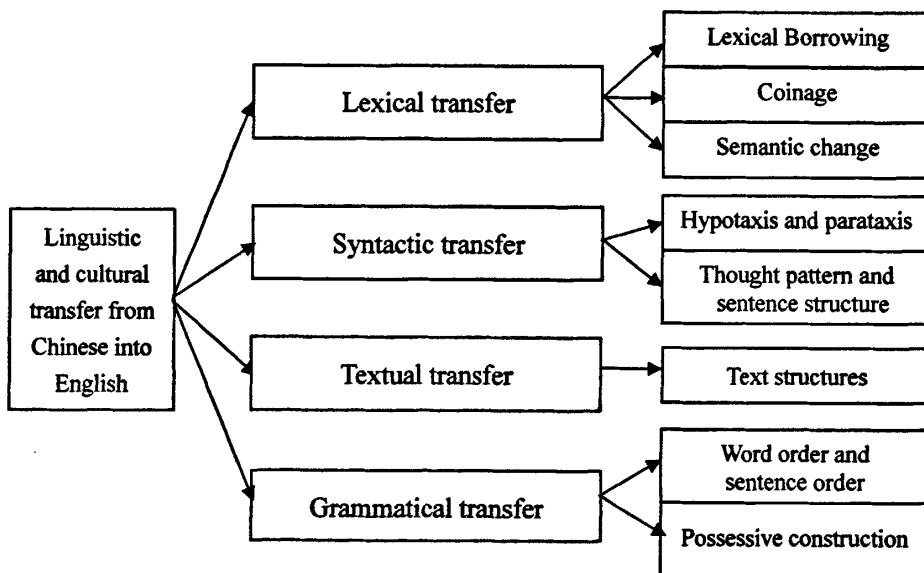 Linguistic
and cultural
transfer from
Chinese into
English
Lexical transfer
Lexical Borrowing
Coinage
Semantic change
Syntactic transfer
Hypotaxis and parataxis
Thought pattern and
sentence structure
Textual transfer
Text structures
Grammatical transfer
Word order and
sentence order
Possessive construction